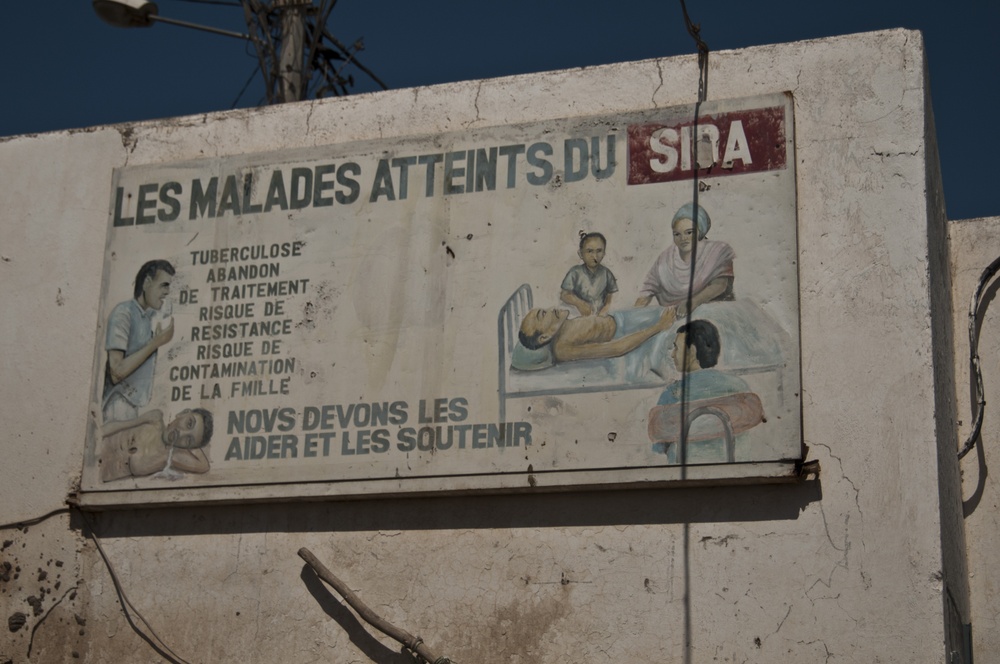 LES MALADES ATTEINTS DU SIDA
TUBERCULOSE
ABANDON
DE TRAITEMENT
RISQUE DE
RESISTANCE
RISQUE DE
CONTAMINATION
DE LA FMILLE
NOVS DEVONS LES
AIDER ET LES SOUTENIR